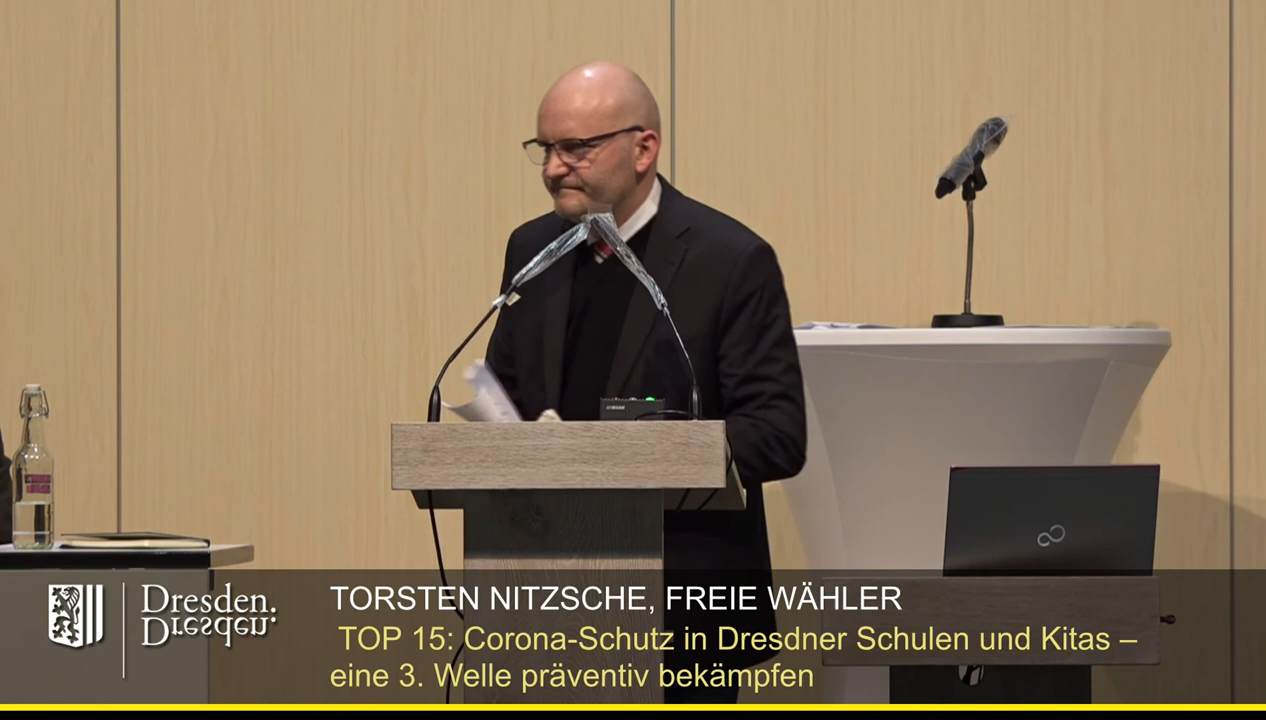 Dresden.
Dresden.
TORSTEN NITZSCHE, FREIE WÄHLER
TOP 15: Corona-Schutz in Dresdner Schulen und Kitas –
eine 3. Welle präventiv bekämpfen